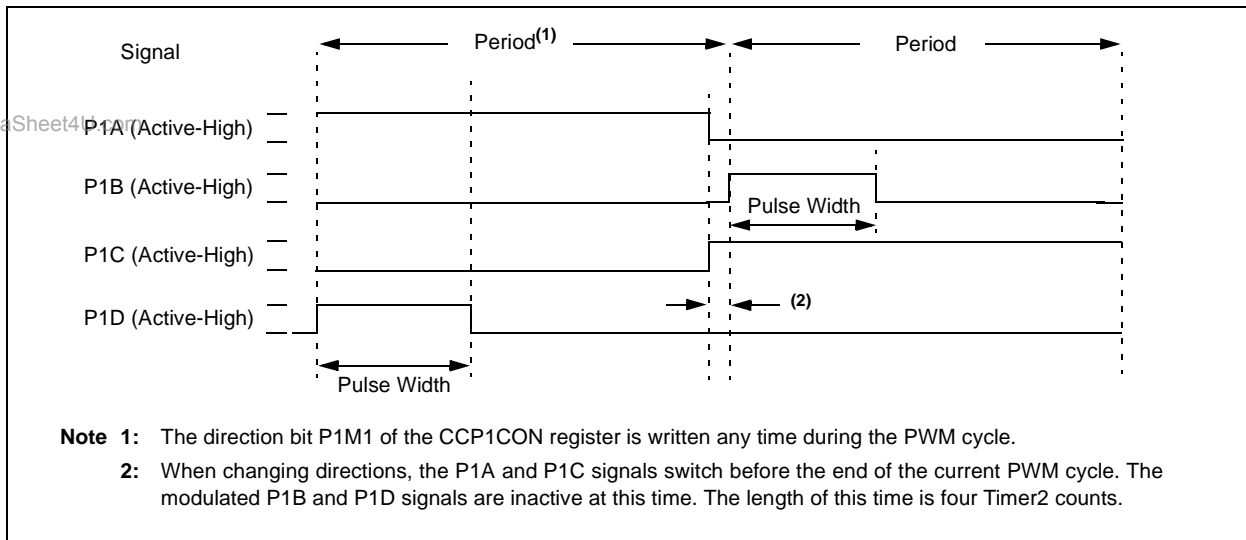 Signal
Period(1)
Period
aSheet4U.com
P1A (Active-High)
P1B (Active-High)
Pulse Width
P1C (Active-High)
(2)
P1D (Active-High)
Pulse Width
Note 1: The direction bit P1M1 of the CCP1CON register is written any time during the PWM cycle.
2: When changing directions, the P1A and P1C signals switch before the end of the current PWM cycle. The
modulated P1B and P1D signals are inactive at this time. The length of this time is four Timer2 counts.